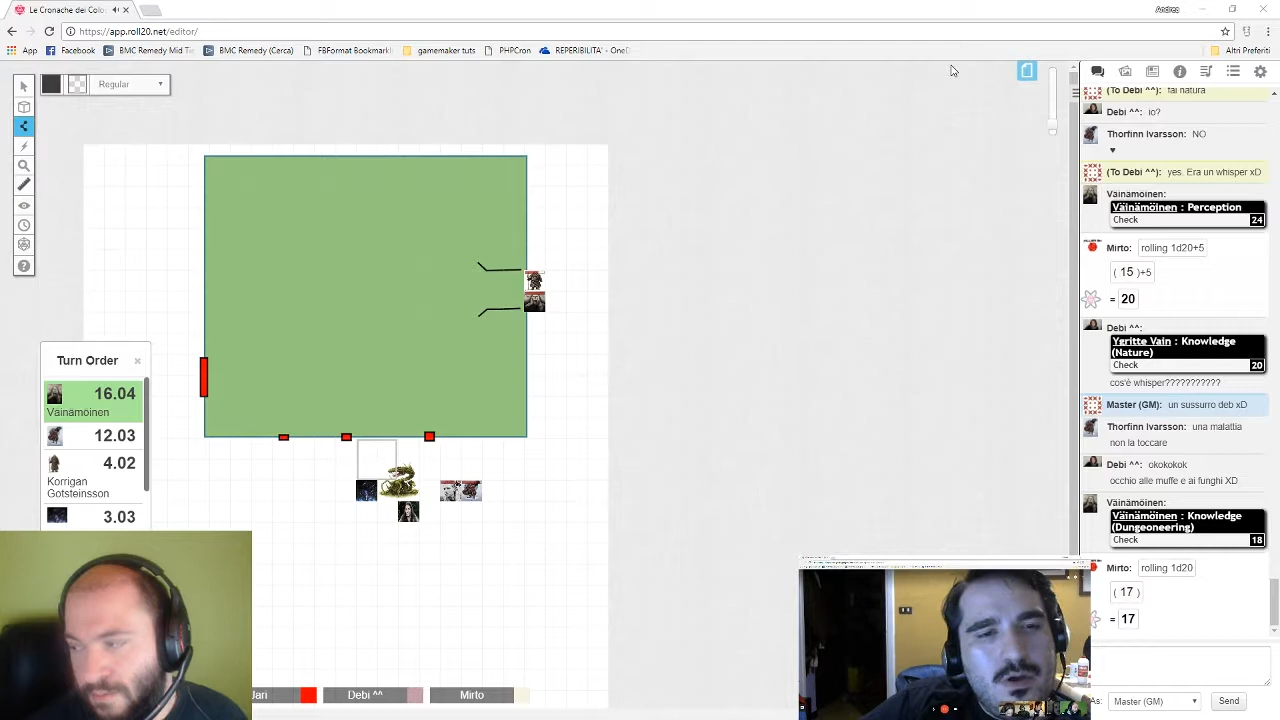 Le Cronache dei Colo
Andrea
https://app.roll20.net/editor/
App
Facebook
BMC Remedy Mid Tie
BMC Remedy (Cerca)
FBFormat Bookmarkl
gamemaker tuts
PHPCron
REPERIBILITA' - OneD
Altri Preferiti
Regular
Turn Order
16.04
Väinämöinen
12.03
4.02
Korrigan
Gotsteinsson
3.03
Jari
Debi ^^
Mirto
(To Debi ^^): fai natura
Debi ^^: io?
Thorfinn Ivarsson: NO
♥
(To Debi ^^): yes. Era un whisper xD
Väinämöinen:
Väinämöinen : Perception
Check 24
Mirto: rolling 1d20+5
( 15 )+5
= 20
Debi ^^:
Ygritte Vain : Knowledge
(Nature)
Check 20
cos'è whisper???????????
Master (GM): un sussurro deb xD
Thorfinn Ivarsson: una malattia
non la toccare
Debi ^^: okokokok
occhio alle muffe e ai funghi XD
Väinämöinen:
Väinämöinen : Knowledge
(Dungeoneering)
Check 18
Mirto: rolling 1d20
( 17 )
= 17
As: Master (GM) Send